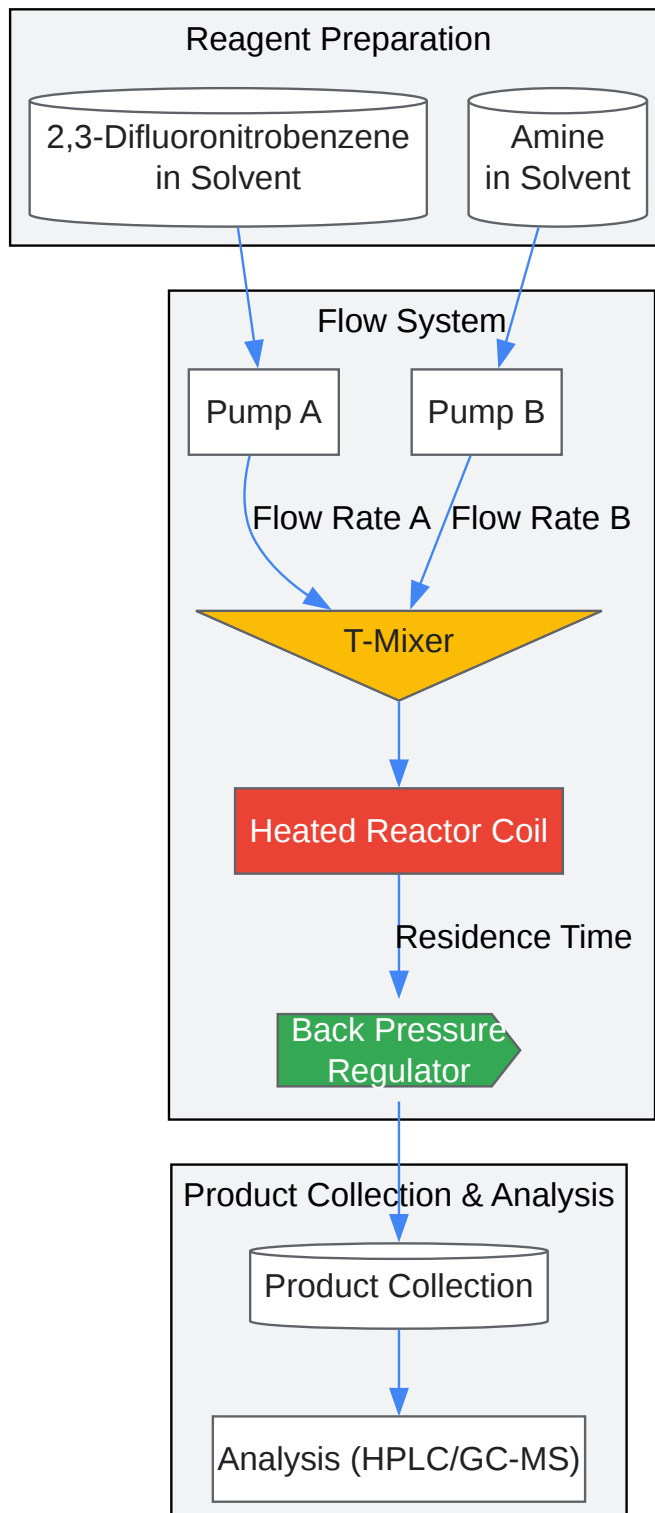 Reagent Preparation
2,3-Difluoronitrobenzene
in Solvent
Amine
in Solvent
Flow System
Pump A
Pump B
Flow Rate A
Flow Rate B
T-Mixer
Heated Reactor Coil
Residence Time
Back Pressure
Regulator
Product Collection & Analysis
Product Collection
Analysis (HPLC/GC-MS)